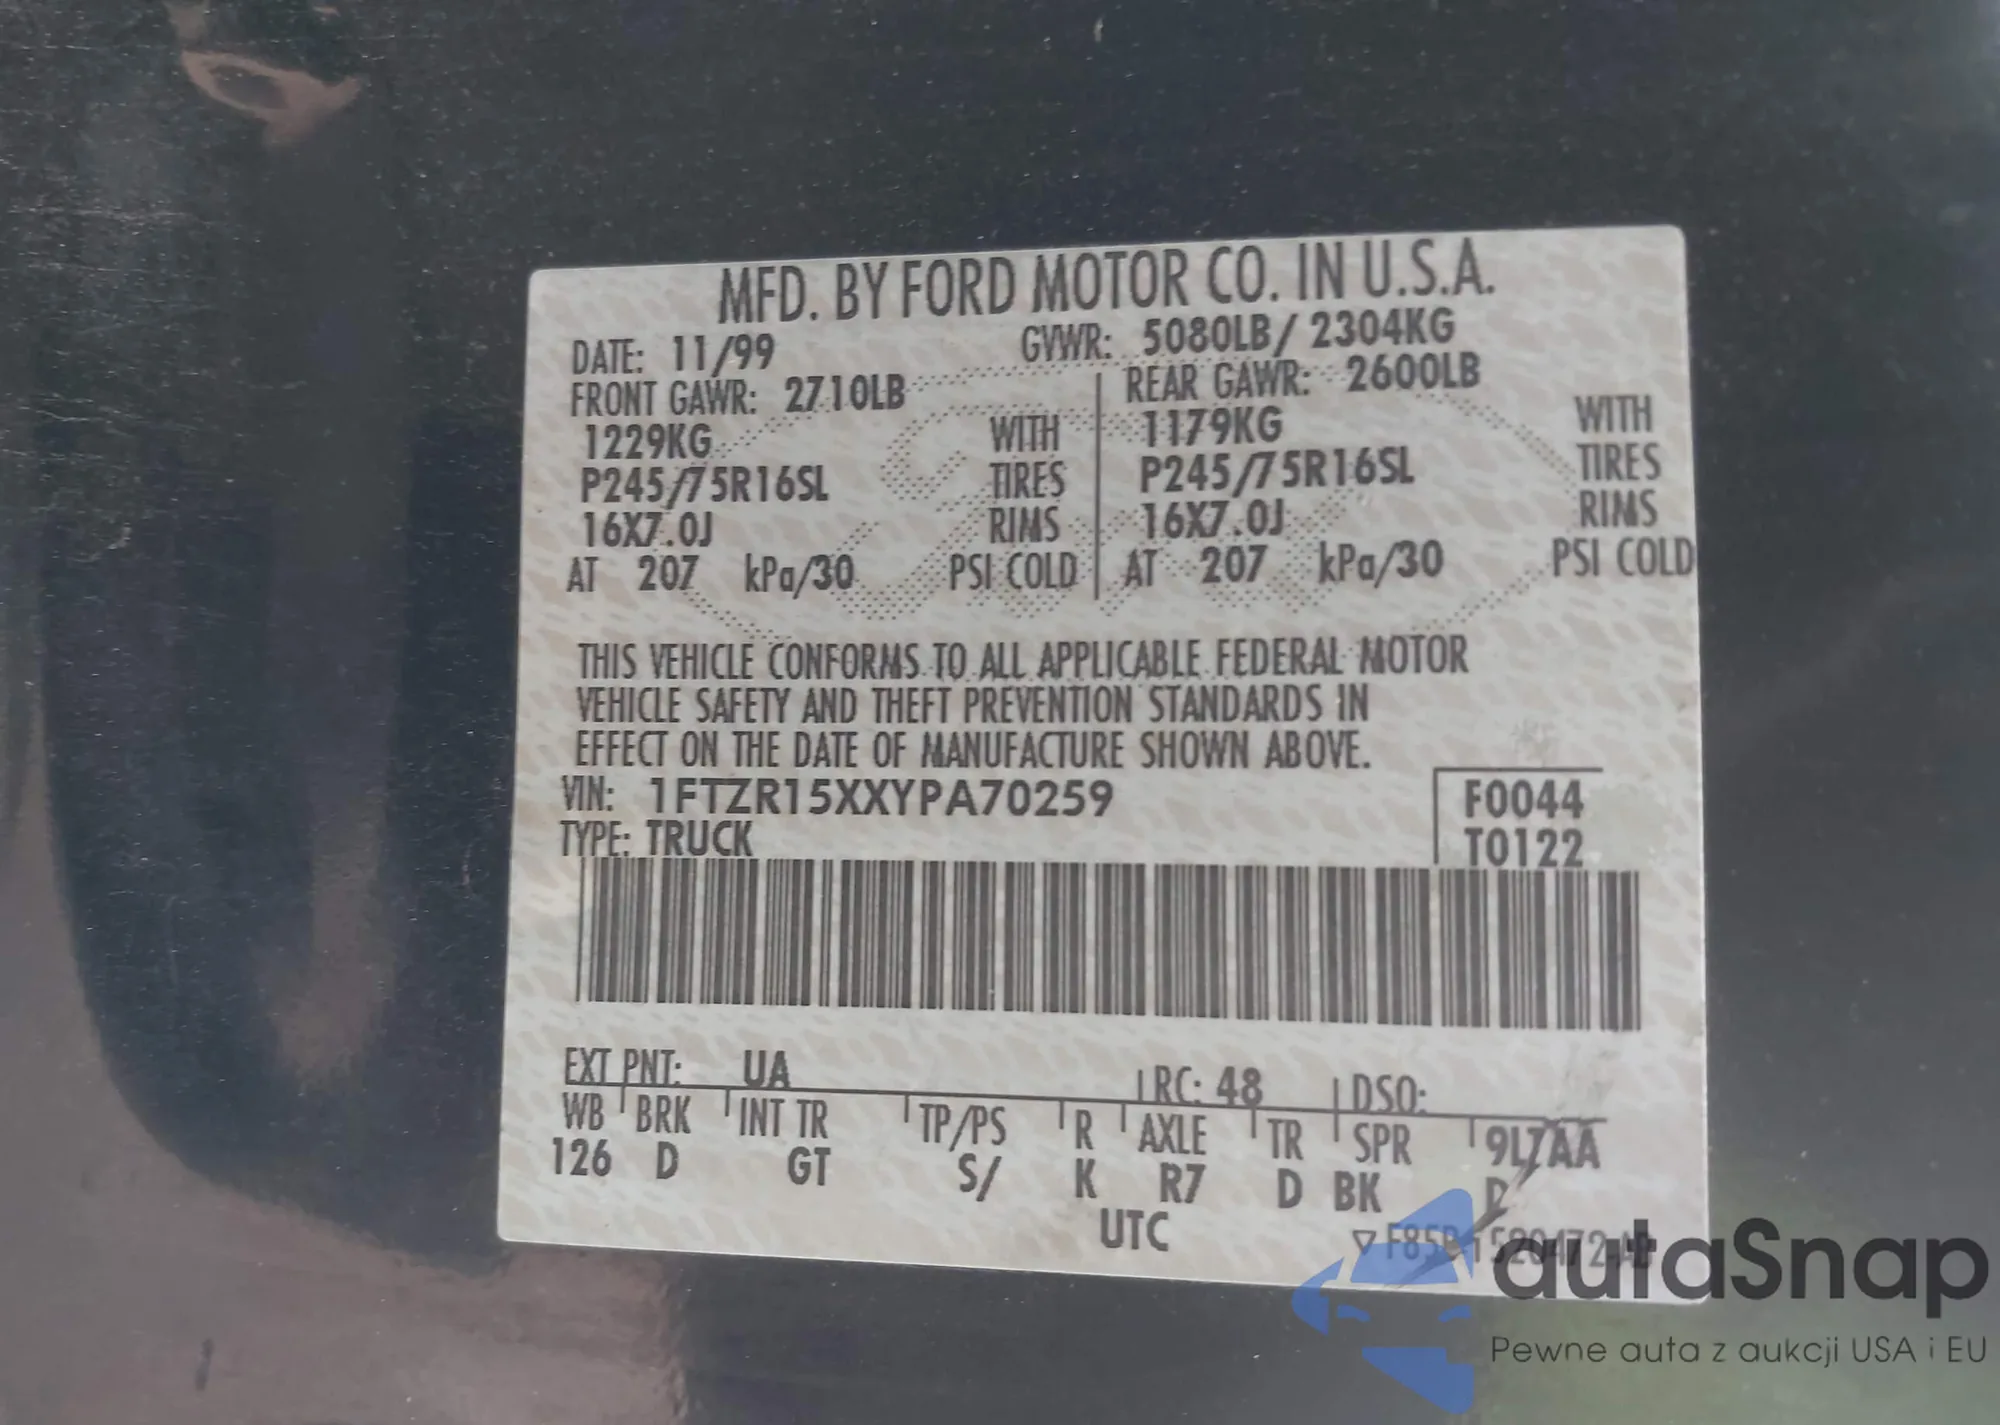 MFD. BY FORD MOTOR CO. IN U.S.A.
DATE: 11/99 GVWR: 5080LB/ 2304KG
FRONT GAWR: 2710LB REAR GAWR: 2600LB
1229KG WITH 1179KG WITH
P245/75R16SL TIRES P245/75R16SL TIRES
16X7.0J RIMS 16X7.0J RIMS
AT 207 kPa/30 PSI COLD AT 207 kPa/30 PSI COLD
THIS VEHICLE CONFORMS TO ALL APPLICABLE FEDERAL MOTOR
VEHICLE SAFETY AND THEFT PREVENTION STANDARDS IN
EFFECT ON THE DATE OF MANUFACTURE SHOWN ABOVE.
VIN: 1FTZR15XXYPA70259 F0044
TYPE: TRUCK T0122
EXT PNT: UA RC: 48 DSO:
WB BRK INT TR TP/PS R AXLE TR SPR 9L7AA
126 D GT S/ K R7 D BK
UTC
autaSnap
Pewne auta z aukcji USA i EU